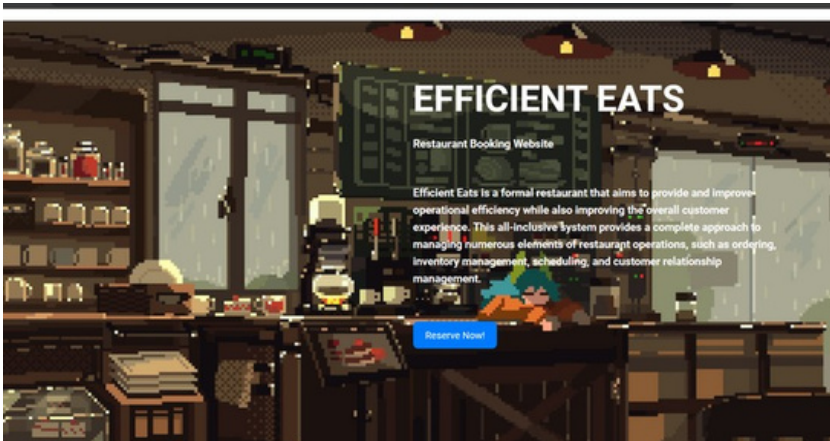 EFFICIENT EATS
Restaurant Booking Website
Efficient Eats is a formal restaurant that aims to provide and improve
operational efficiency while also improving the overall customer
experience. This all-inclusive system provides a complete approach to
managing numerous elements of restaurant operations, such as ordering,
inventory management, scheduling, and customer relationship
management.
Reserve Now!